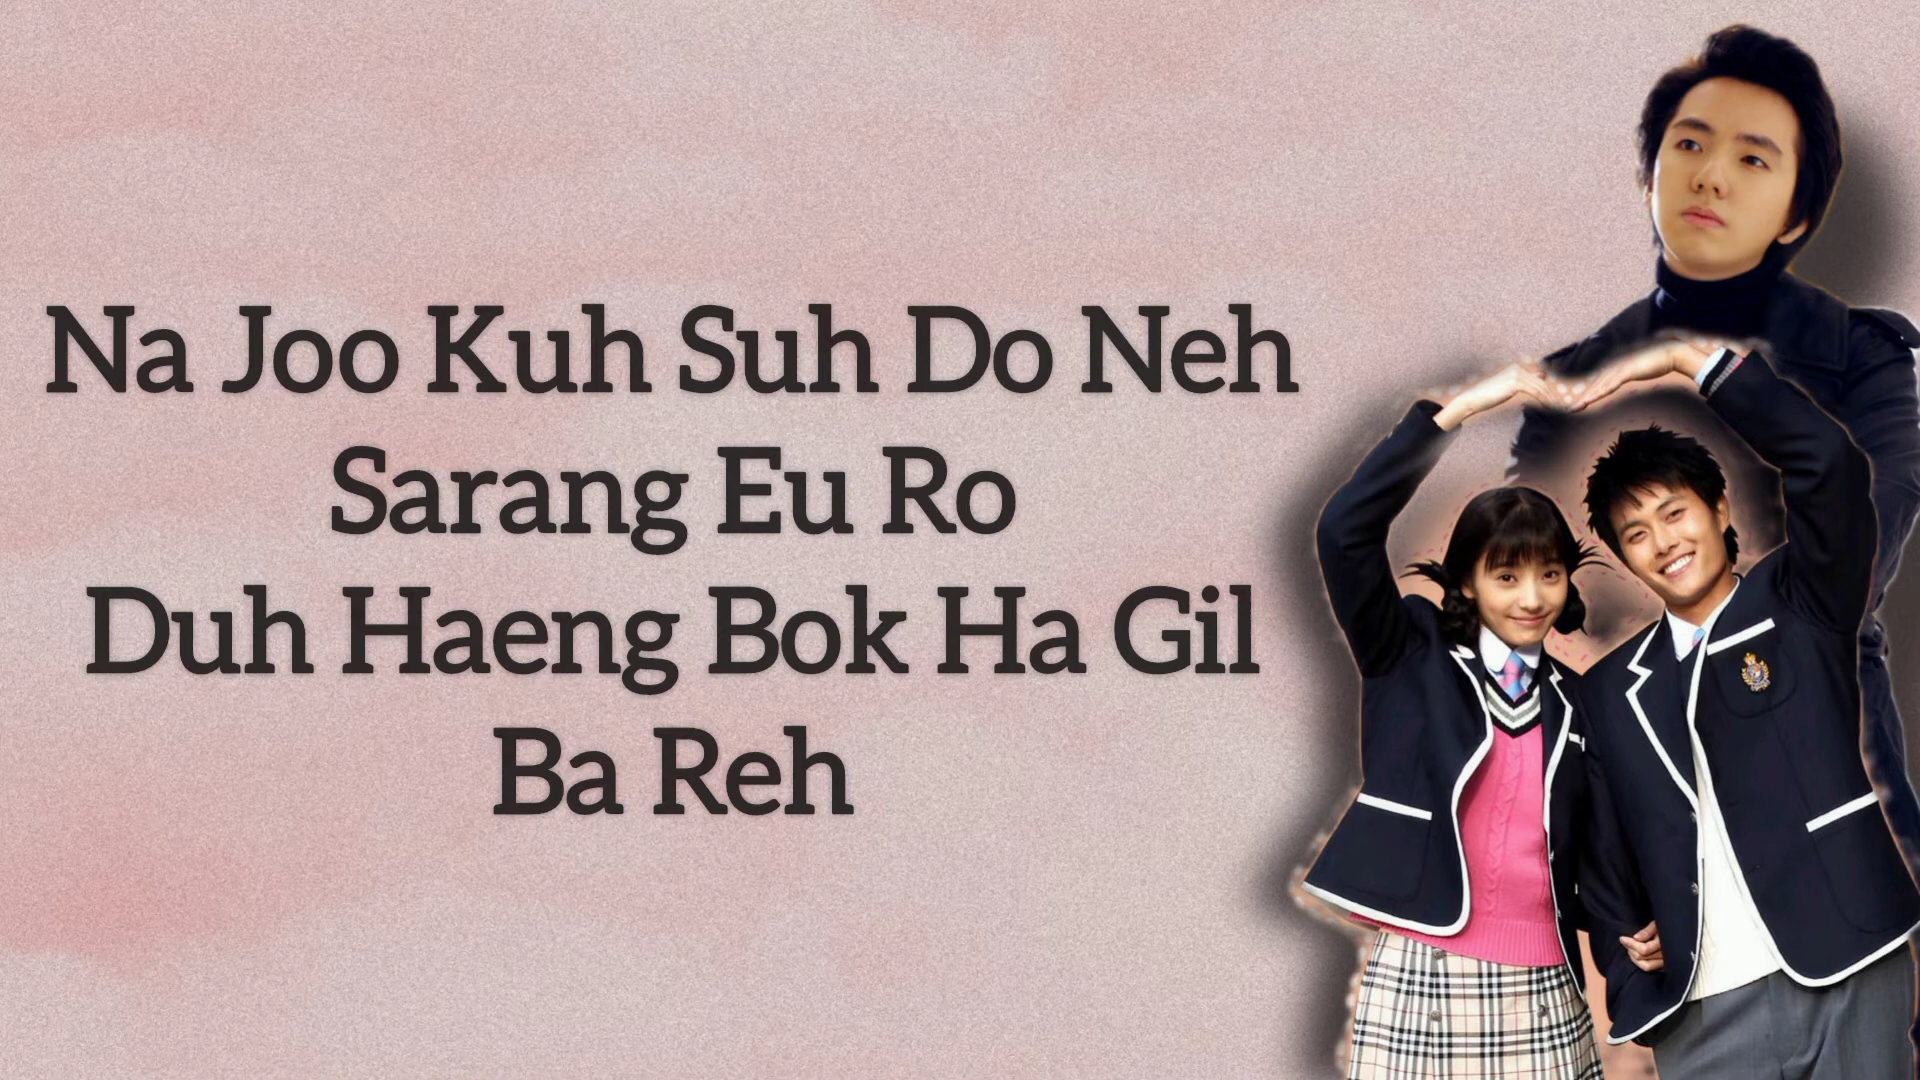 Na Joo Kuh Suh Do Neh
Sarang Eu Ro
Duh Haeng Bok Ha Gil
Ba Reh